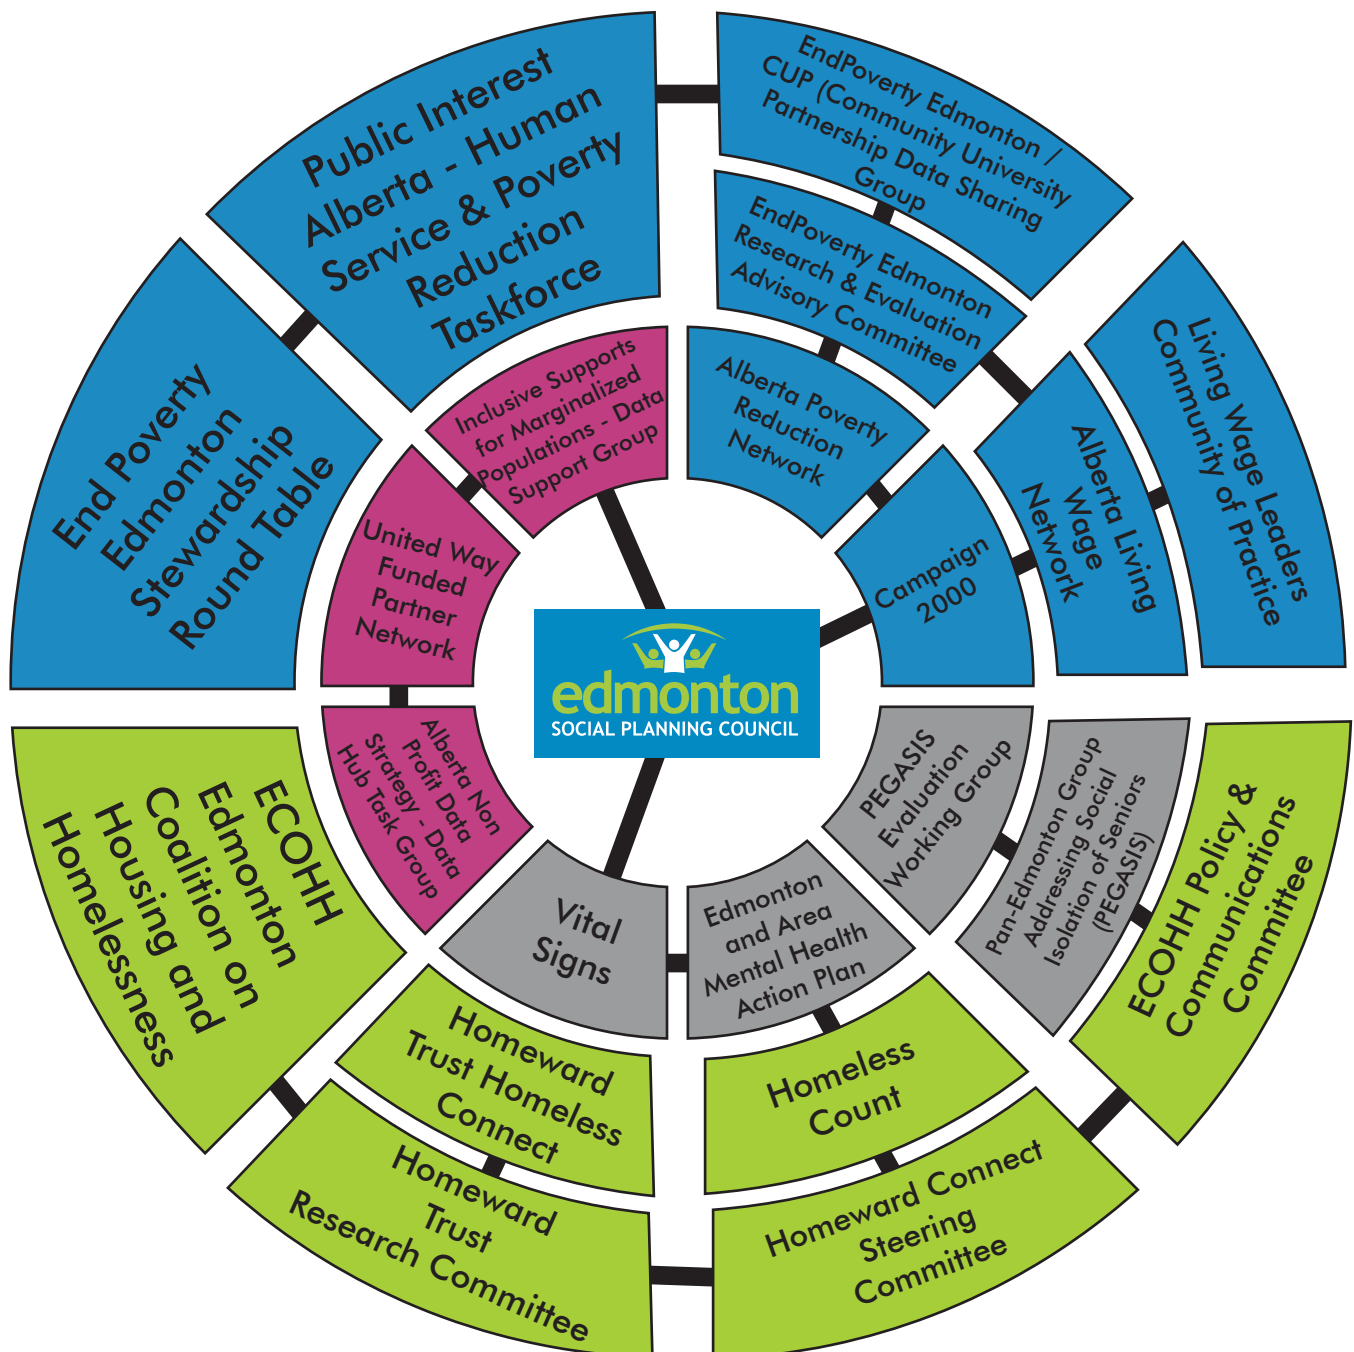 Public Interest
Alberta - Human
Service & Poverty
Reduction
Taskforce
EndPoverty Edmonton /
CUP (Community University
Partnership Data Sharing
Group
EndPoverty Edmonton
Research & Evaluation
Advisory Committee
Alberta Poverty
Reduction
Network
Living Wage Leaders
Community of Practice
Alberta Living
Wage
Network
Campaign
2000
End Poverty
Edmonton
Stewardship
Round Table
Inclusive Supports
for Marginalized
Populations - Data
Support Group
United Way
Funded
Partner
Network
Alberta Non
Profit Data
Strategy - Data
Hub Task Group
edmonton
SOCIAL PLANNING COUNCIL
PEGASIS
Evaluation
Working Group
Pan-Edmonton Group
Addressing Social
Isolation of Seniors
(PEGASIS)
ECOHH Policy &
Communications
Committee
ECOHH
Edmonton
Coalition on
Housing and
Homelessness
Vital
Signs
Edmonton
and Area
Mental Health
Action Plan
Homeward
Trust Homeless
Connect
Homeless
Count
Homeward
Trust
Research Committee
Homeward Connect
Steering
Committee